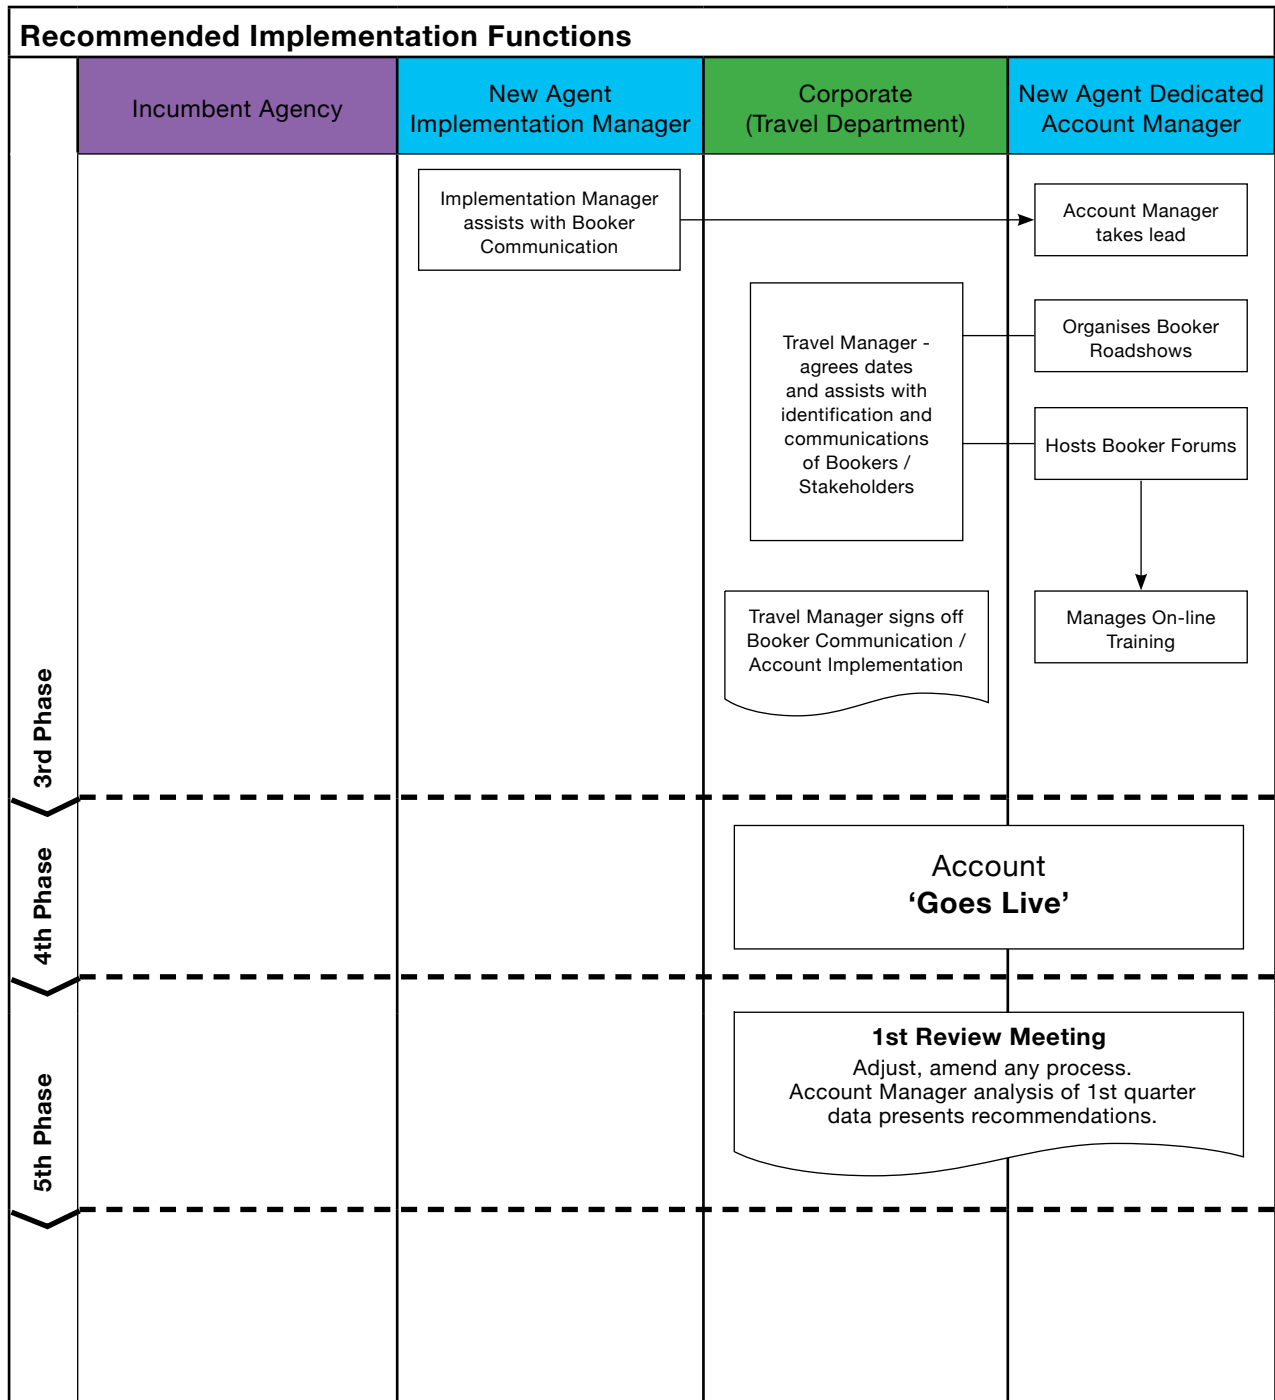 Recommended Implementation Functions
Incumbent Agency
New Agent
Implementation Manager
Corporate
(Travel Department)
New Agent Dedicated
Account Manager
Implementation Manager
assists with Booker
Communication
Account Manager
takes lead
Travel Manager -
agrees dates
and assists with
identification and
communications
of Bookers /
Stakeholders
Organises Booker
Roadshows
Hosts Booker Forums
Travel Manager signs off
Booker Communication /
Account Implementation
Manages On-line
Training
3rd Phase
Account
‘Goes Live’
4th Phase
1st Review Meeting
Adjust, amend any process.
Account Manager analysis of 1st quarter
data presents recommendations.
5th Phase